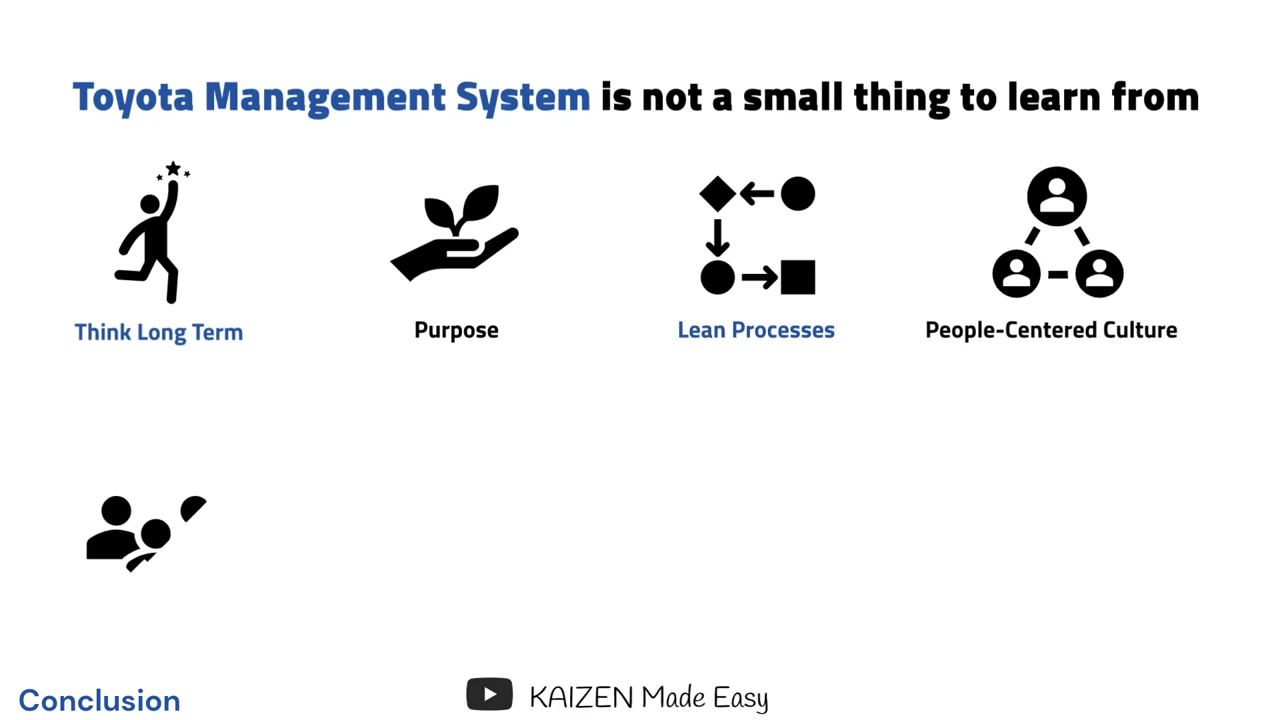 Toyota Management System is not a small thing to learn from
Think Long Term
Purpose
Lean Processes
People-Centered Culture
Conclusion
KAIZEN Made Easy